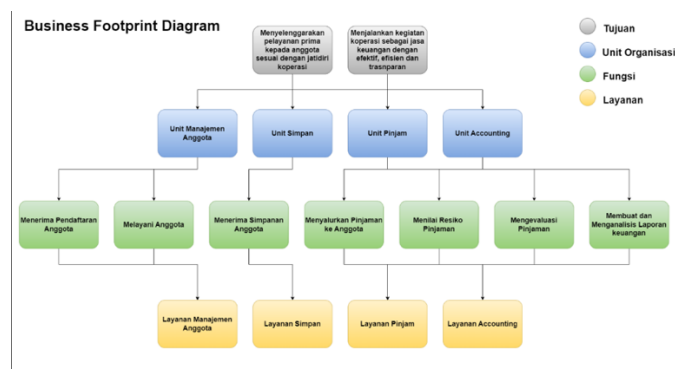 Business Footprint Diagram
Menyelenggarakan
pelayanan prima
kepada anggota
sesuai dengan jatidiri
koperasi
Menjalankan kegiatan
koperasi sebagai jasa
keuangan dengan
efektif, efisien dan
trasnparan
Tujuan
Unit Organisasi
Fungsi
Layanan
Unit Manajemen
Anggota
Unit Simpan
Unit Pinjam
Unit Accounting
Menerima Pendaftaran
Anggota
Melayani Anggota
Menerima Simpanan
Anggota
Menyalurkan Pinjaman
ke Anggota
Menilai Resiko
Pinjaman
Mengevaluasi
Pinjaman
Membuat dan
Menganalisis Laporan
keuangan
Layanan Manajemen
Anggota
Layanan Simpan
Layanan Pinjam
Layanan Accounting